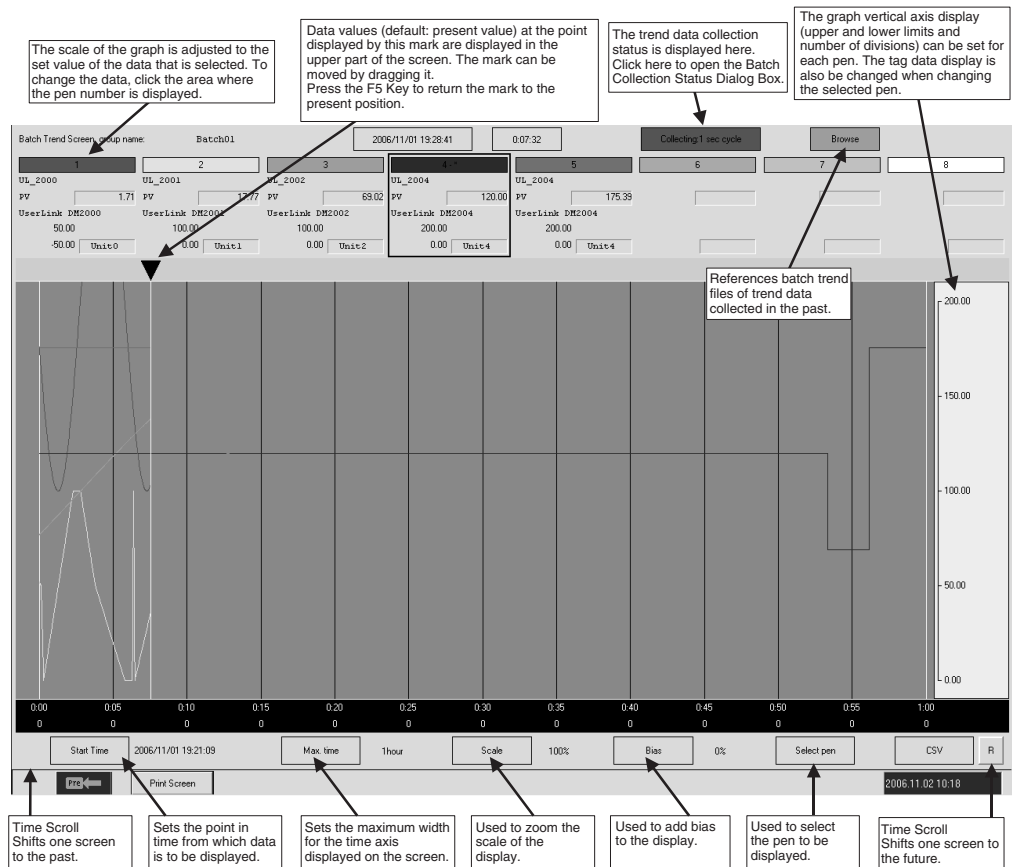 The scale of the graph is adjusted to the
set value of the data that is selected. To
change the data, click the area where
the pen number is displayed.
Data values (default: present value) at the point
displayed by this mark are displayed in the
upper part of the screen. The mark can be
moved by dragging it.
Press the F5 Key to return the mark to the
present position.
The trend data collection
status is displayed here.
Click here to open the Batch
Collection Status Dialog Box.
The graph vertical axis display
(upper and lower limits and
number of divisions) can be set for
each pen. The tag data display is
also be changed when changing
the selected pen.
Batch Trend Screen, group name: Batch01 2006/11/01 19:28:41 0:07:32 Collecting:1 sec cycle Browse
1 2 3 4 - * 5 6 7 8
UL_2000 UL_2001 UL_2002 UL_2004 UL_2004
PV 1.71 PV 17.77 PV 69.02 PV 120.00 PV 175.39
UserLink DM2000 UserLink DM2001 UserLink DM2002 UserLink DM2004 UserLink DM2004
50.00 100.00 100.00 200.00 200.00
-50.00 Unit0 0.00 Unit1 0.00 Unit2 0.00 Unit4 0.00 Unit4
References batch trend
files of trend data
collected in the past.
200.00
150.00
100.00
50.00
0.00
0:00 0:05 0:10 0:15 0:20 0:25 0:30 0:35 0:40 0:45 0:50 0:55 1:00
0 0 0 0 0 0 0 0 0 0 0 0 0
Start Time 2006/11/01 19:21:09 Max. time 1hour Scale 100% Bias 0% Select pen CSV R
Pre Print Screen 2006.11.02 10:18
Time Scroll
Shifts one screen
to the past.
Sets the point in
time from which data
is to be displayed.
Sets the maximum width
for the time axis
displayed on the screen.
Used to zoom the
scale of the
display.
Used to add bias
to the display.
Used to select
the pen to be
displayed.
Time Scroll
Shifts one screen to
the future.